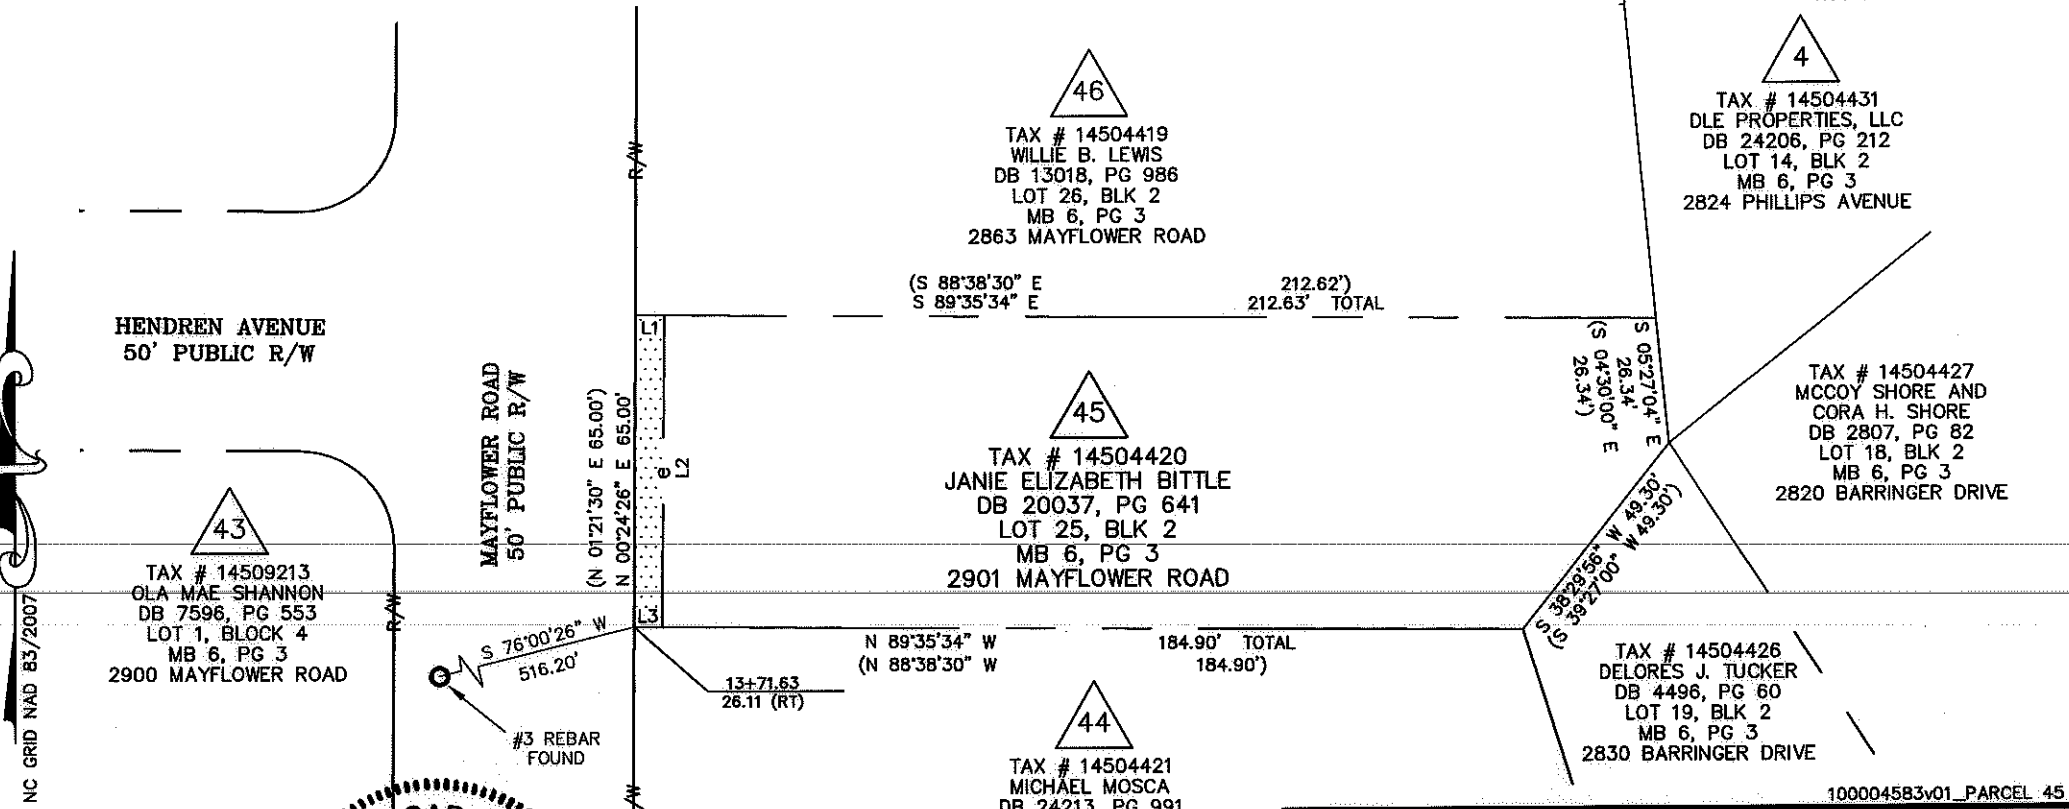 46
TAX # 14504419
WILLIE B. LEWIS
DB 13018, PG 986
LOT 26, BLK 2
MB 6, PG 3
2863 MAYFLOWER ROAD
4
TAX # 14504431
DLE PROPERTIES, LLC
DB 24206, PG 212
LOT 14, BLK 2
MB 6, PG 3
2824 PHILLIPS AVENUE
R/W
(S 88°38'30" E 212.62')
S 89°35'34" E 212.63' TOTAL
HENDREN AVENUE
50' PUBLIC R/W
MAYFLOWER ROAD
50' PUBLIC R/W
(N 01°21'30" E 65.00')
N 00°24'26" E 65.00'
L1
e
L2
L3
45
TAX # 14504420
JANIE ELIZABETH BITTLE
DB 20037, PG 641
LOT 25, BLK 2
MB 6, PG 3
2901 MAYFLOWER ROAD
S 05°27'04" E
26.34'
(S 04°30'00" E
26.34')
TAX # 14504427
MCCOY SHORE AND
CORA H. SHORE
DB 2807, PG 82
LOT 18, BLK 2
MB 6, PG 3
2820 BARRINGER DRIVE
S 38°29'56" W 49.30'
(S 39°27'00" W 49.30')
43
TAX # 14509213
OLA MAE SHANNON
DB 7596, PG 553
LOT 1, BLOCK 4
MB 6, PG 3
2900 MAYFLOWER ROAD
NC GRID NAD 83/2007
R/W
S 76°00'26" W
516.20'
#3 REBAR
FOUND
13+71.63
26.11 (RT)
N 89°35'34" W 184.90' TOTAL
(N 88°38'30" W 184.90')
44
TAX # 14504421
MICHAEL MOSCA
DB 24213, PG 991
TAX # 14504426
DELORES J. TUCKER
DB 4496, PG 60
LOT 19, BLK 2
MB 6, PG 3
2830 BARRINGER DRIVE
100004583v01_PARCEL 45